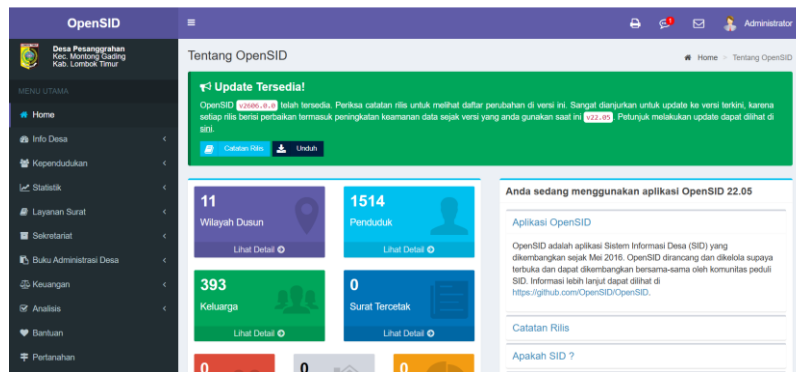 OpenSID
Administrator
Desa Pesanggrahan
Kec. Montong Gading
Kab. Lombok Timur
MENU UTAMA
Home
Info Desa
Kependudukan
Statistik
Layanan Surat
Sekretariat
Buku Administrasi Desa
Keuangan
Analisis
Bantuan
Pertanahan
Tentang OpenSID
Home > Tentang OpenSID
Update Tersedia!
OpenSID v2606.0.0 telah tersedia. Periksa catatan rilis untuk melihat daftar perubahan di versi ini. Sangat dianjurkan untuk update ke versi terkini, karena
setiap rilis berisi perbaikan termasuk peningkatan keamanan data sejak versi yang anda gunakan saat ini v22.05. Petunjuk melakukan update dapat dilihat di
sini.
Catatan Rilis
Unduh
11
Wilayah Dusun
Lihat Detail
1514
Penduduk
Lihat Detail
393
Keluarga
Lihat Detail
0
Surat Tercetak
Lihat Detail
0
0
0
Anda sedang menggunakan aplikasi OpenSID 22.05
Aplikasi OpenSID
OpenSID adalah aplikasi Sistem Informasi Desa (SID) yang
dikembangkan sejak Mei 2016. OpenSID dirancang dan dikelola supaya
terbuka dan dapat dikembangkan bersama-sama oleh komunitas peduli
SID. Informasi lebih lanjut dapat dilihat di
https://github.com/OpenSID/OpenSID.
Catatan Rilis
Apakah SID ?